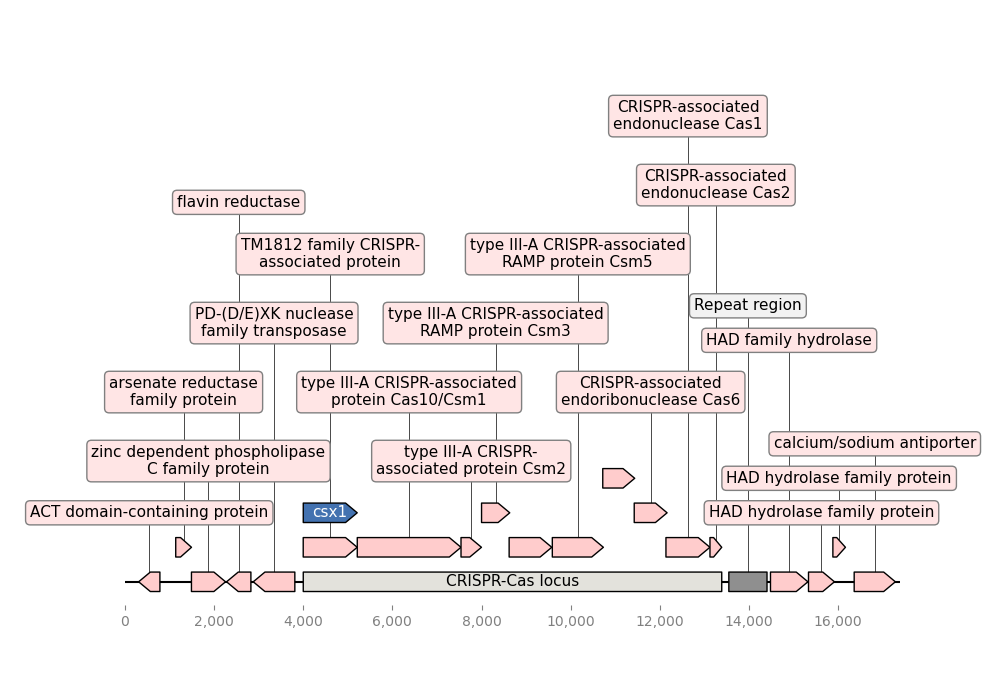 CRISPR-associated
endonuclease Cas1
CRISPR-associated
endonuclease Cas2
flavin reductase
TM1812 family CRISPR-
associated protein
type III-A CRISPR-associated
RAMP protein Csm5
Repeat region
PD-(D/E)XK nuclease
family transposase
type III-A CRISPR-associated
RAMP protein Csm3
HAD family hydrolase
arsenate reductase
family protein
type III-A CRISPR-associated
protein Cas10/Csm1
CRISPR-associated
endoribonuclease Cas6
calcium/sodium antiporter
zinc dependent phospholipase
C family protein
type III-A CRISPR-
associated protein Csm2
HAD hydrolase family protein
ACT domain-containing protein
csx1
HAD hydrolase family protein
CRISPR-Cas locus
0 2,000 4,000 6,000 8,000 10,000 12,000 14,000 16,000